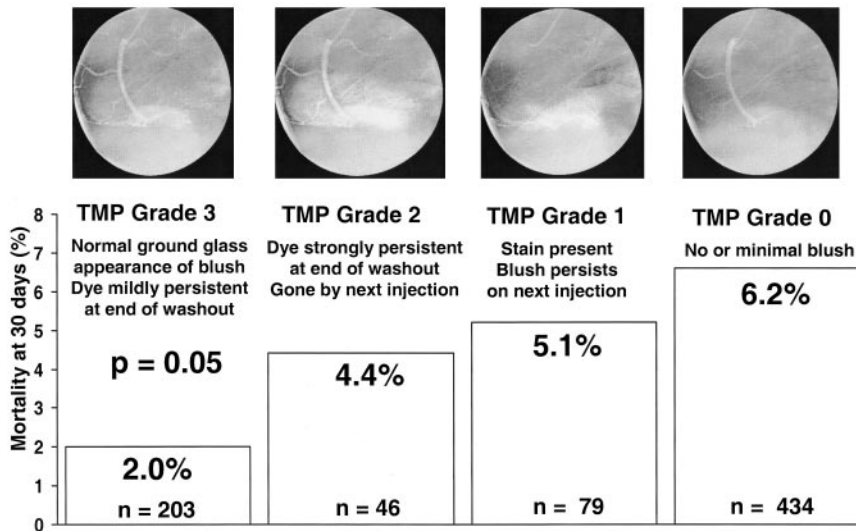 TMP Grade 3
Normal ground glass
appearance of blush
Dye mildly persistent
at end of washout
TMP Grade 2
Dye strongly persistent
at end of washout
Gone by next injection
TMP Grade 1
Stain present
Blush persists
on next injection
TMP Grade 0
No or minimal blush
Mortality at 30 days (%)
8
7
6
5
4
3
2
1
0
p = 0.05
2.0%
n = 203
4.4%
n = 46
5.1%
n = 79
6.2%
n = 434